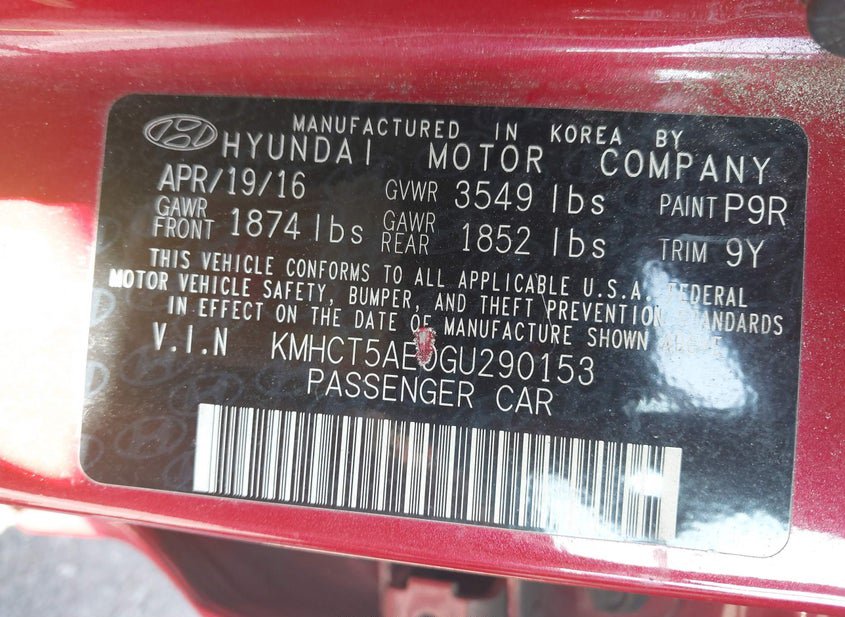 MANUFACTURED IN KOREA BY
HYUNDAI MOTOR COMPANY
APR/19/16 GVWR 3549 lbs PAINT P9R
GAWR FRONT 1874 lbs GAWR REAR 1852 lbs TRIM 9Y
THIS VEHICLE CONFORMS TO ALL APPLICABLE U.S.A. FEDERAL
MOTOR VEHICLE SAFETY, BUMPER, AND THEFT PREVENTION STANDARDS
IN EFFECT ON THE DATE OF MANUFACTURE SHOWN ABOVE
V.I.N KMHCT5AE0GU290153
PASSENGER CAR